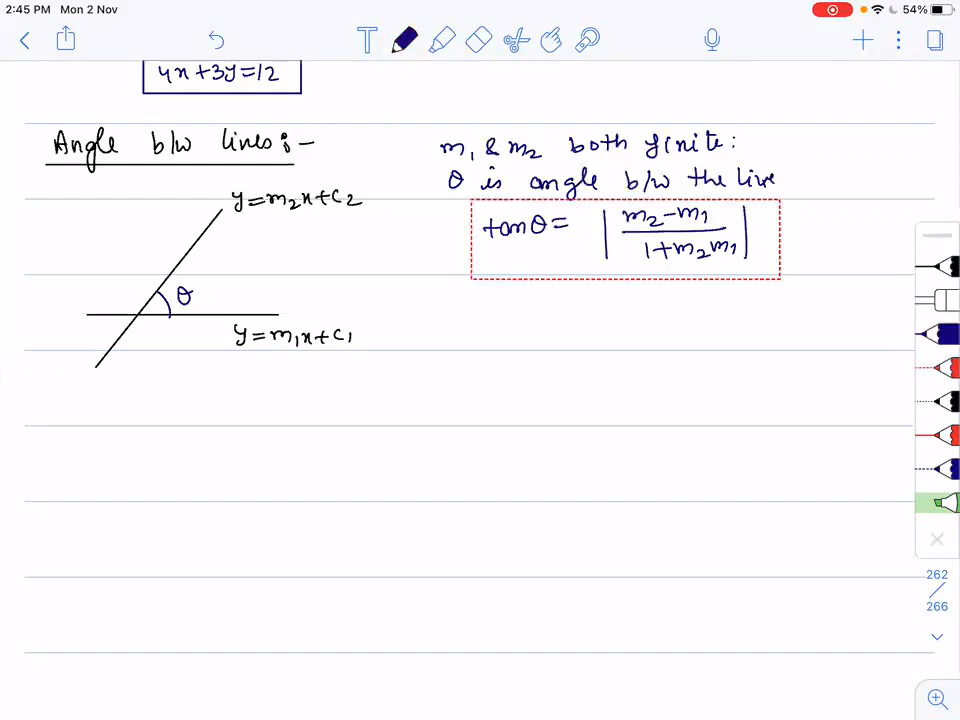 2:45 PM Mon 2 Nov
54%
4x+3y=12
Angle b/w lines:-
m₁ & m₂ both finite:
θ is angle b/w the line
y=m₂x+c₂
tanθ= | (m₂-m₁)/(1+m₂m₁) |
θ
y=m₁x+c₁
262
266